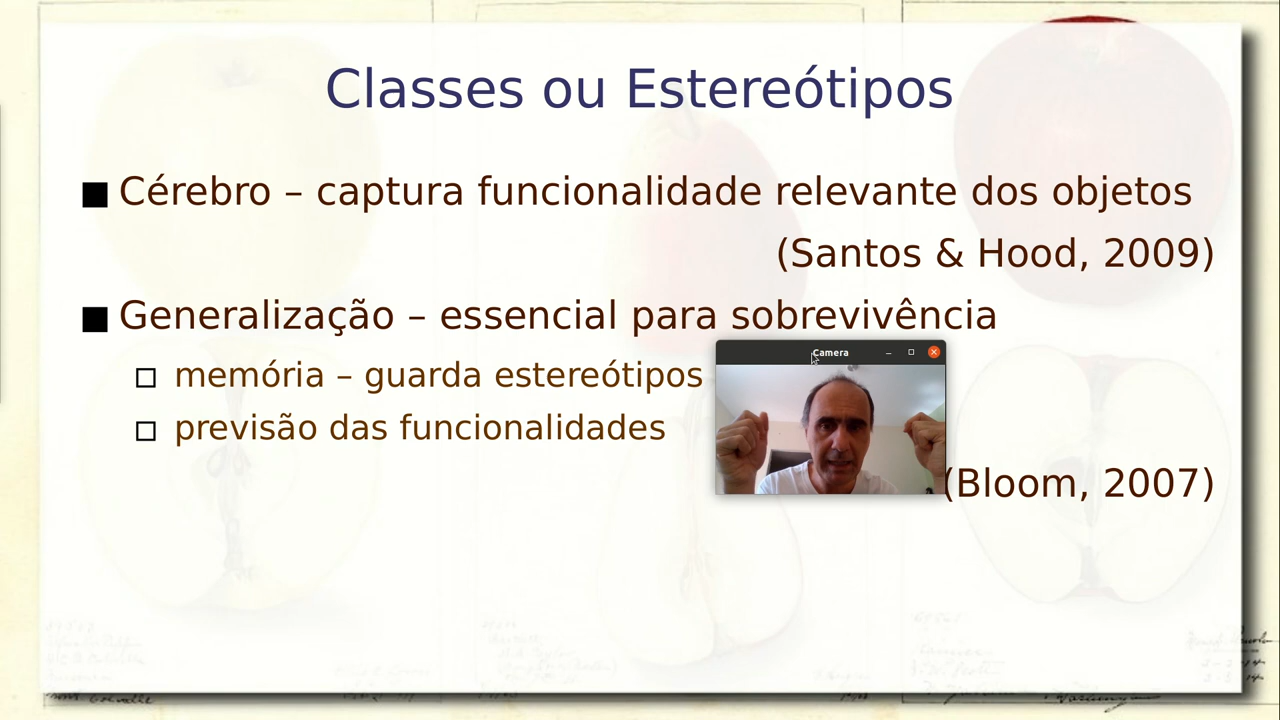 Classes ou Estereótipos
Cérebro – captura funcionalidade relevante dos objetos
(Santos & Hood, 2009)
Generalização – essencial para sobrevivência
memória – guarda estereótipos
Camera
previsão das funcionalidades
(Bloom, 2007)